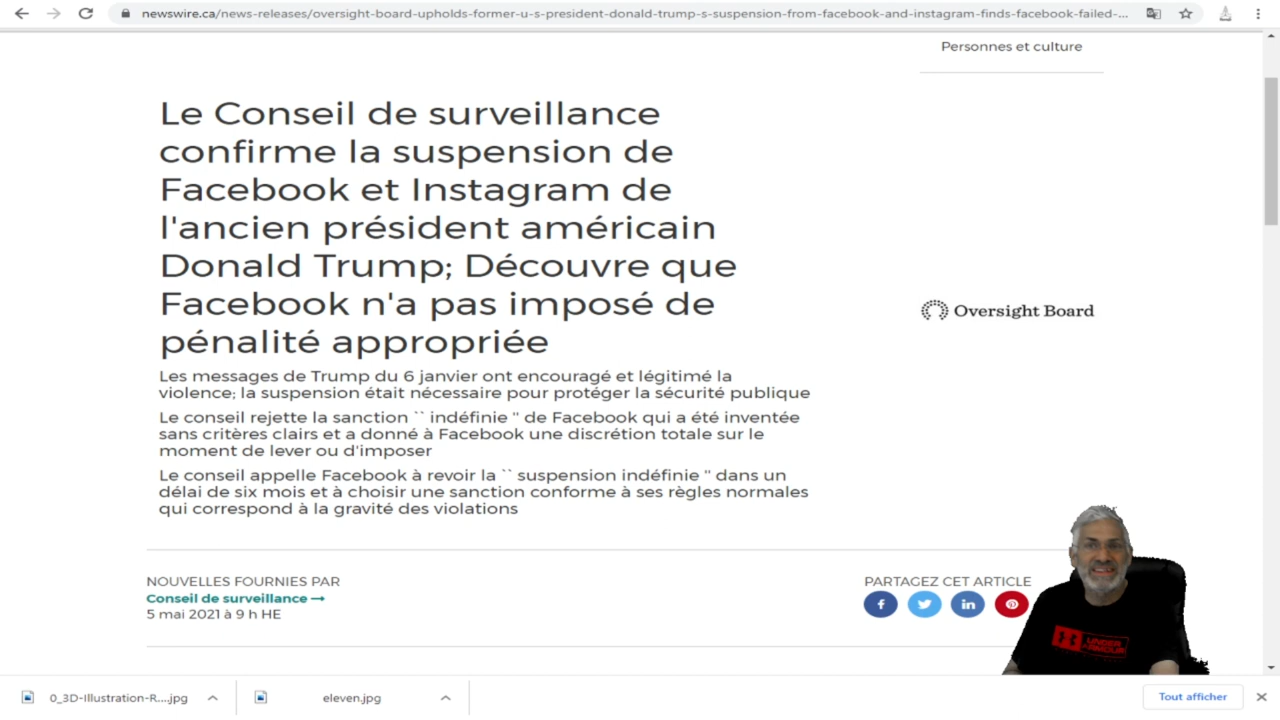 newswire.ca/news-releases/oversight-board-upholds-former-u-s-president-donald-trump-s-suspension-from-facebook-and-instagram-finds-facebook-failed-...
Personnes et culture
Le Conseil de surveillance
confirme la suspension de
Facebook et Instagram de
l'ancien président américain
Donald Trump; Découvre que
Facebook n'a pas imposé de
pénalité appropriée
Oversight Board
Les messages de Trump du 6 janvier ont encouragé et légitimé la
violence; la suspension était nécessaire pour protéger la sécurité publique
Le conseil rejette la sanction `` indéfinie '' de Facebook qui a été inventée
sans critères clairs et a donné à Facebook une discrétion totale sur le
moment de lever ou d'imposer
Le conseil appelle Facebook à revoir la `` suspension indéfinie '' dans un
délai de six mois et à choisir une sanction conforme à ses règles normales
qui correspond à la gravité des violations
NOUVELLES FOURNIES PAR
Conseil de surveillance →
5 mai 2021 à 9 h HE
PARTAGEZ CET ARTICLE
UNDER
ARMOUR
0_3D-Illustration-R....jpg
eleven.jpg
Tout afficher